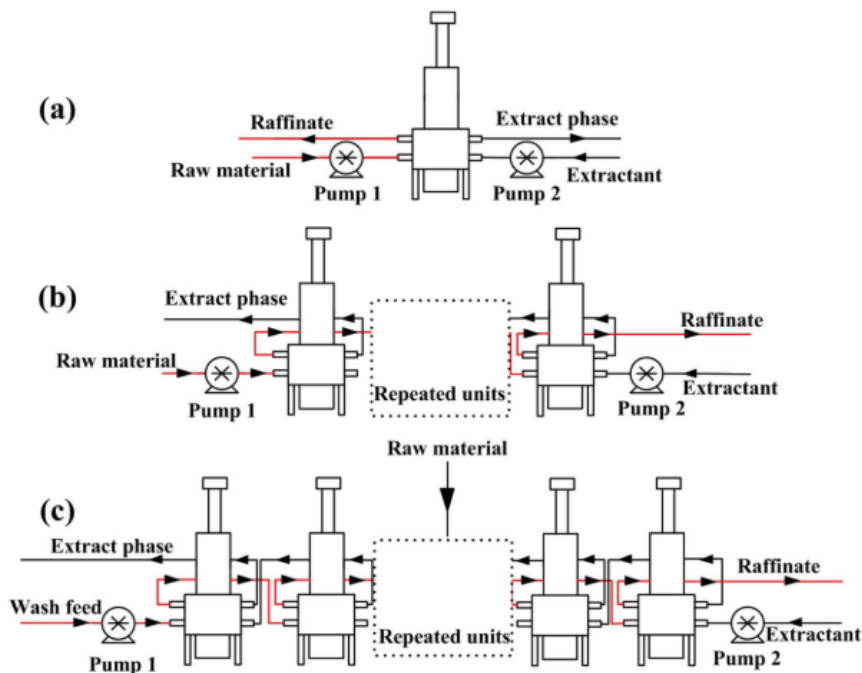 (a)
Raffinate
Extract phase
Raw material
Extractant
Pump 1
Pump 2
(b)
Extract phase
Raffinate
Raw material
Extractant
Pump 1
Repeated units
Pump 2
Raw material
(c)
Extract phase
Raffinate
Wash feed
Extractant
Repeated units
Pump 1
Pump 2